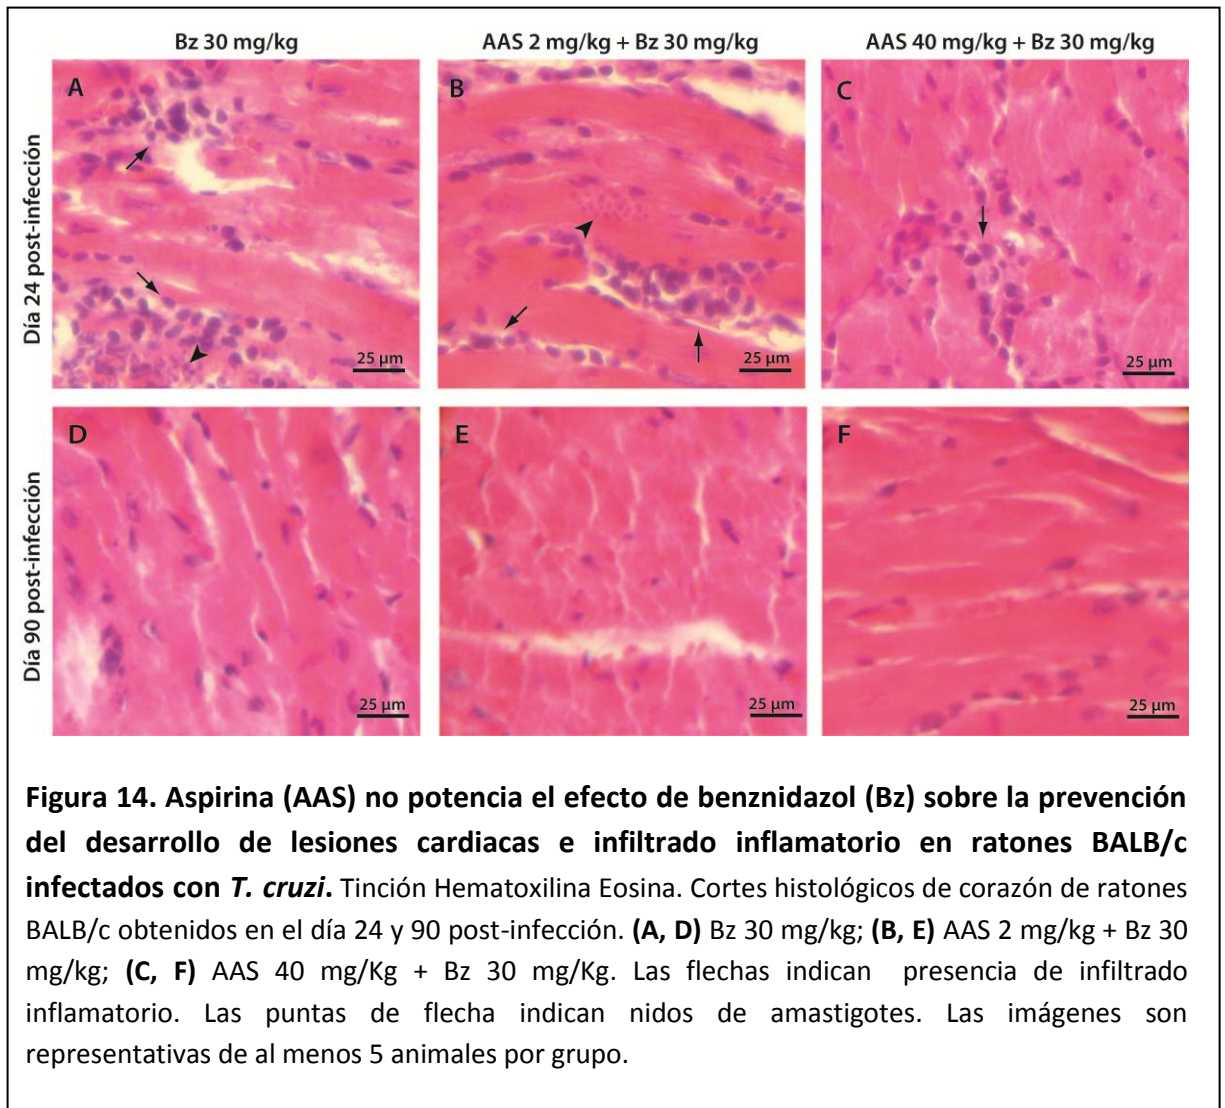 Bz 30 mg/kg
AAS 2 mg/kg + Bz 30 mg/kg
AAS 40 mg/kg + Bz 30 mg/kg
Día 24 post-infección
A
B
C
25 µm
25 µm
25 µm
Día 90 post-infección
D
E
F
25 µm
25 µm
25 µm
Figura 14. Aspirina (AAS) no potencia el efecto de benznidazol (Bz) sobre la prevención
del desarrollo de lesiones cardiacas e infiltrado inflamatorio en ratones BALB/c
infectados con T. cruzi. Tinción Hematoxilina Eosina. Cortes histológicos de corazón de ratones
BALB/c obtenidos en el día 24 y 90 post-infección. (A, D) Bz 30 mg/kg; (B, E) AAS 2 mg/kg + Bz 30
mg/kg; (C, F) AAS 40 mg/Kg + Bz 30 mg/Kg. Las flechas indican presencia de infiltrado
inflamatorio. Las puntas de flecha indican nidos de amastigotes. Las imágenes son
representativas de al menos 5 animales por grupo.